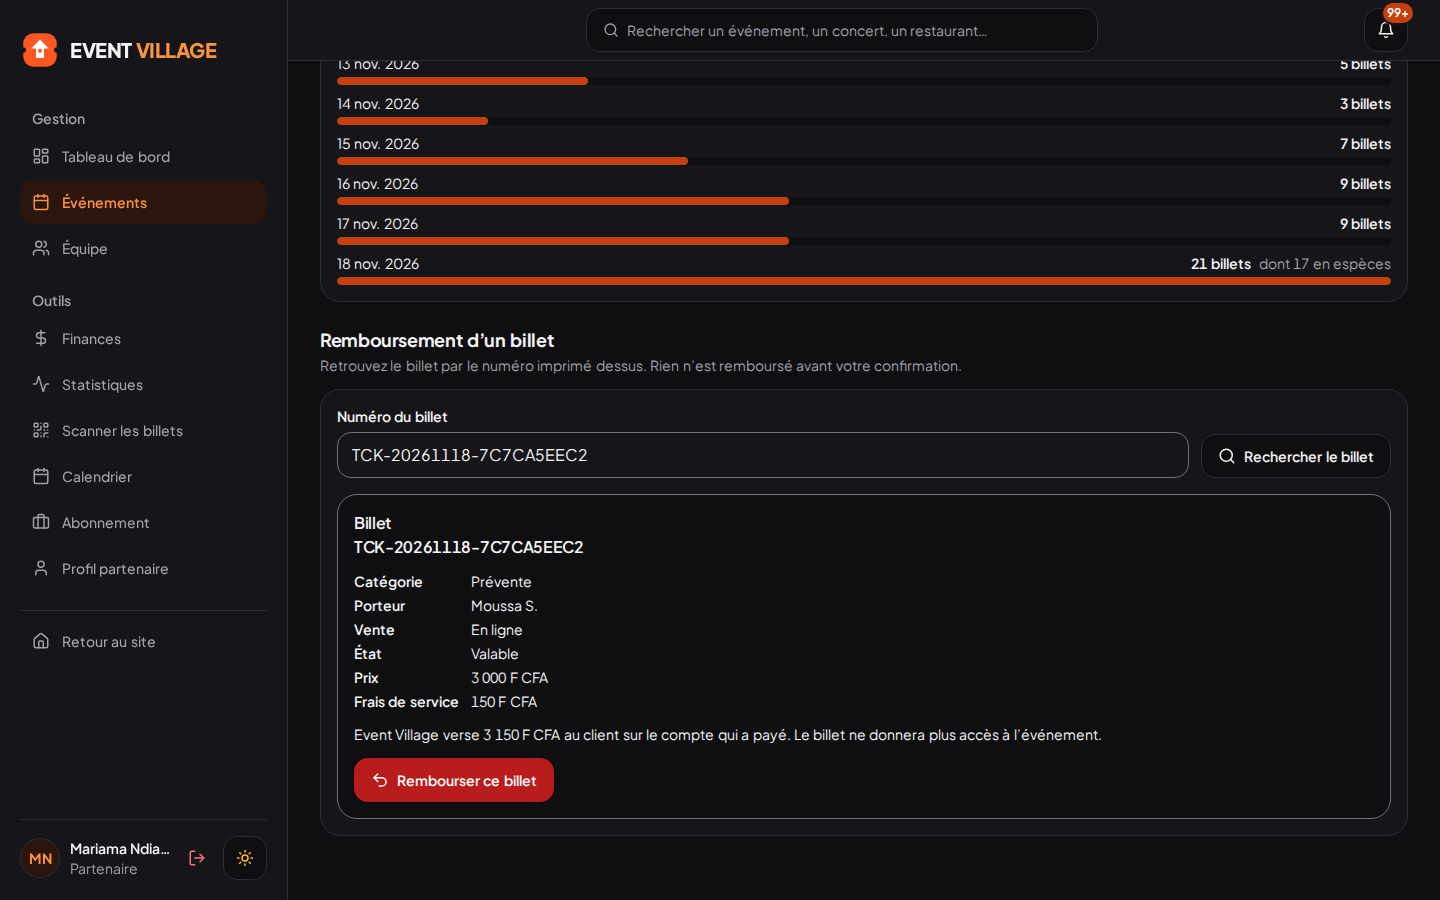 EVENT VILLAGE
Gestion
Tableau de bord
Événements
Équipe
Outils
Finances
Statistiques
Scanner les billets
Calendrier
Abonnement
Profil partenaire
Retour au site
MN
Mariama Ndia…
Partenaire
Rechercher un événement, un concert, un restaurant…
99+
13 nov. 2026 5 billets
14 nov. 2026 3 billets
15 nov. 2026 7 billets
16 nov. 2026 9 billets
17 nov. 2026 9 billets
18 nov. 2026 21 billets dont 17 en espèces
Remboursement d’un billet
Retrouvez le billet par le numéro imprimé dessus. Rien n’est remboursé avant votre confirmation.
Numéro du billet
TCK-20261118-7C7CA5EEC2
Rechercher le billet
Billet
TCK-20261118-7C7CA5EEC2
Catégorie Prévente
Porteur Moussa S.
Vente En ligne
État Valable
Prix 3 000 F CFA
Frais de service 150 F CFA
Event Village verse 3 150 F CFA au client sur le compte qui a payé. Le billet ne donnera plus accès à l’événement.
Rembourser ce billet